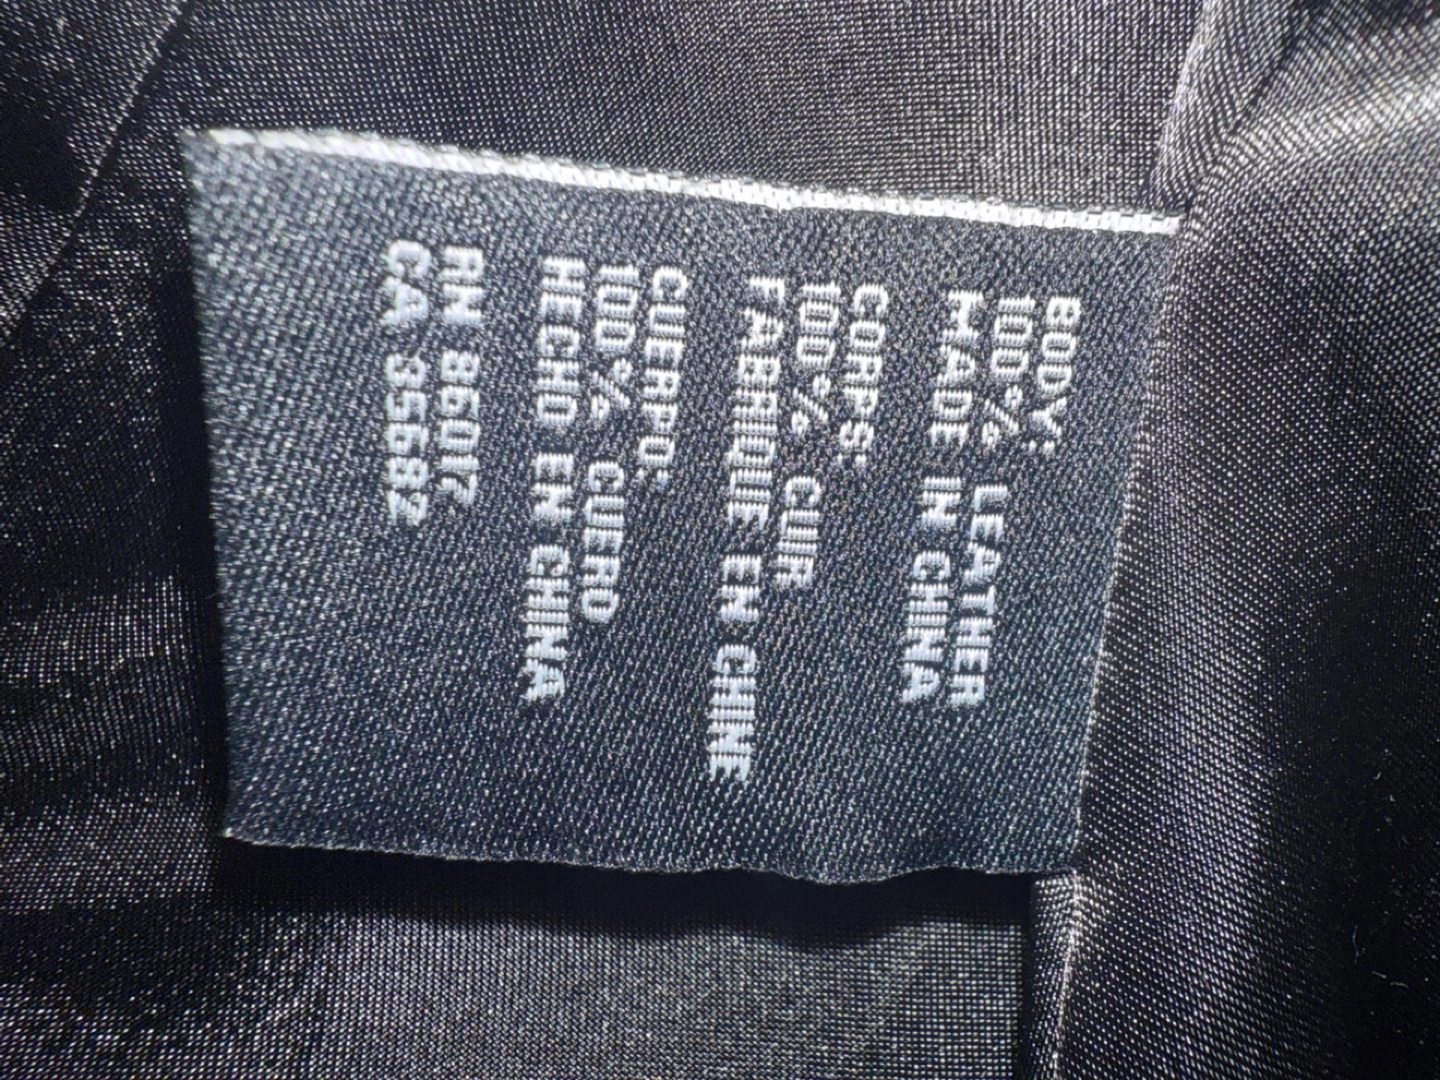 BODY:
100% LEATHER
MADE IN CHINA
CORPS:
100% CUIR
FABRIQUE EN CHINE
CUERPO:
100% CUERO
HECHO EN CHINA
RN 86017
CA 35682